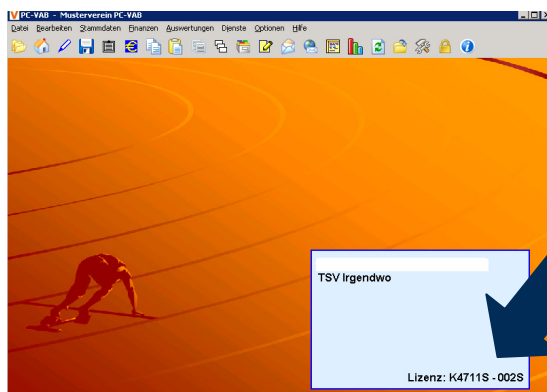 PC-VAB - Musterverein PC-VAB
Datei Bearbeiten Stammdaten Finanzen Auswertungen Dienste Optionen Hilfe
TSV Irgendwo
Lizenz: K4711S - 002S